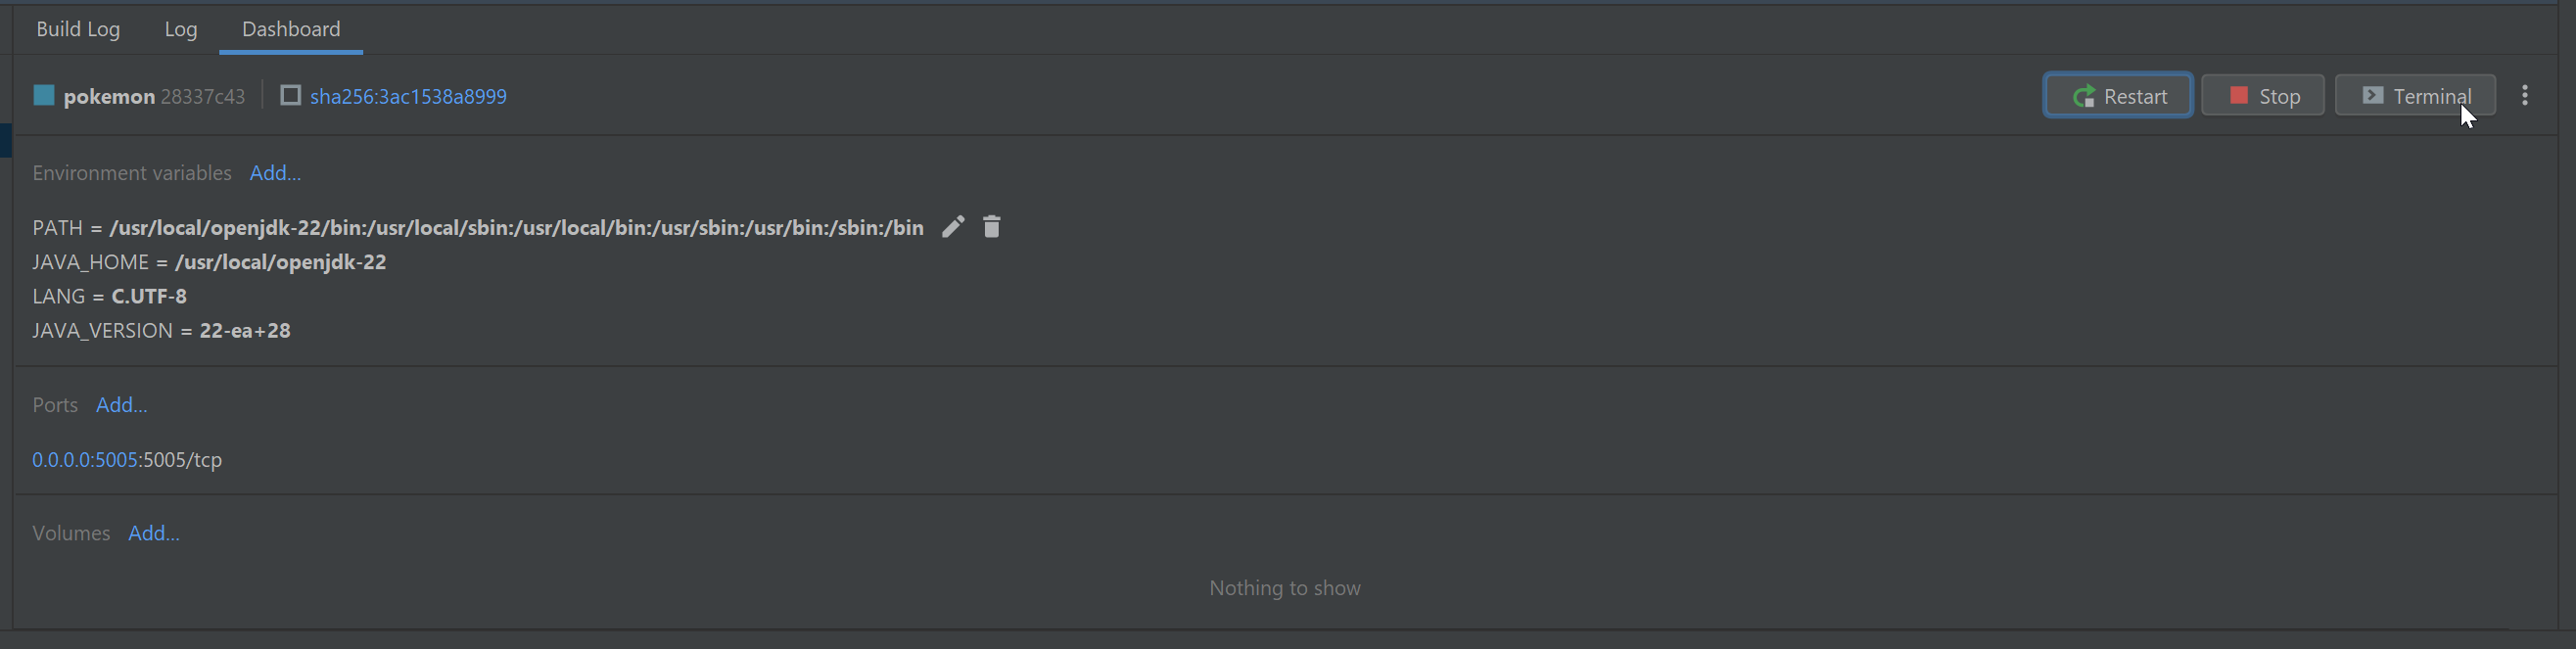 Build Log Log Dashboard
pokemon 28337c43 sha256:3ac1538a8999 Restart Stop Terminal
Environment variables Add...
PATH = /usr/local/openjdk-22/bin:/usr/local/sbin:/usr/local/bin:/usr/sbin:/usr/bin:/sbin:/bin
JAVA_HOME = /usr/local/openjdk-22
LANG = C.UTF-8
JAVA_VERSION = 22-ea+28
Ports Add...
0.0.0.0:5005:5005/tcp
Volumes Add...
Nothing to show